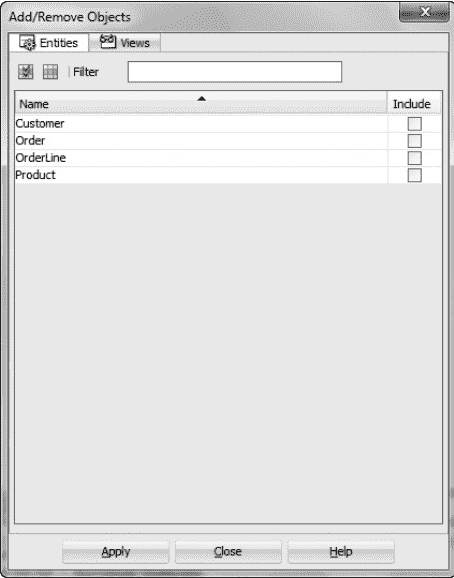 Add/Remove Objects
Entities Views
Filter
Name Include
Customer
Order
OrderLine
Product
Apply Close Help